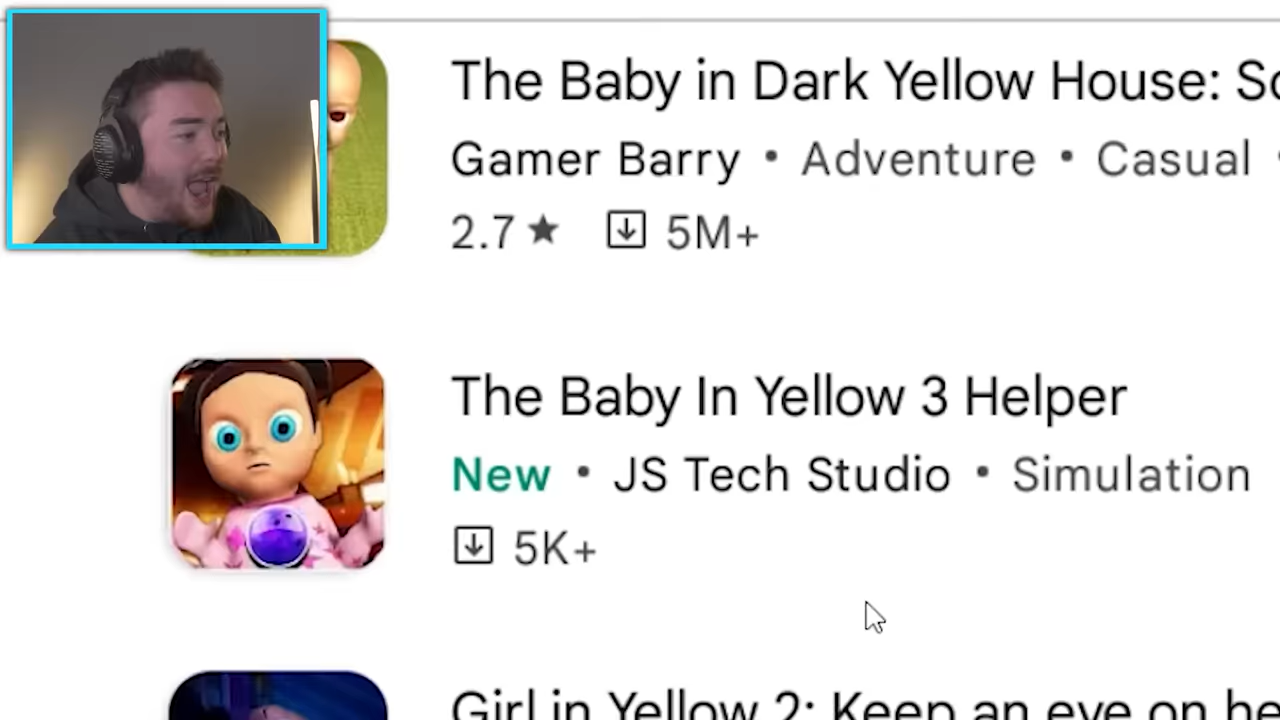 The Baby in Dark Yellow House: Sc
Gamer Barry • Adventure • Casual •
2.7 ★ 5M+
The Baby In Yellow 3 Helper
New • JS Tech Studio • Simulation
5K+
Girl in Yellow 2: Keep an eye on he